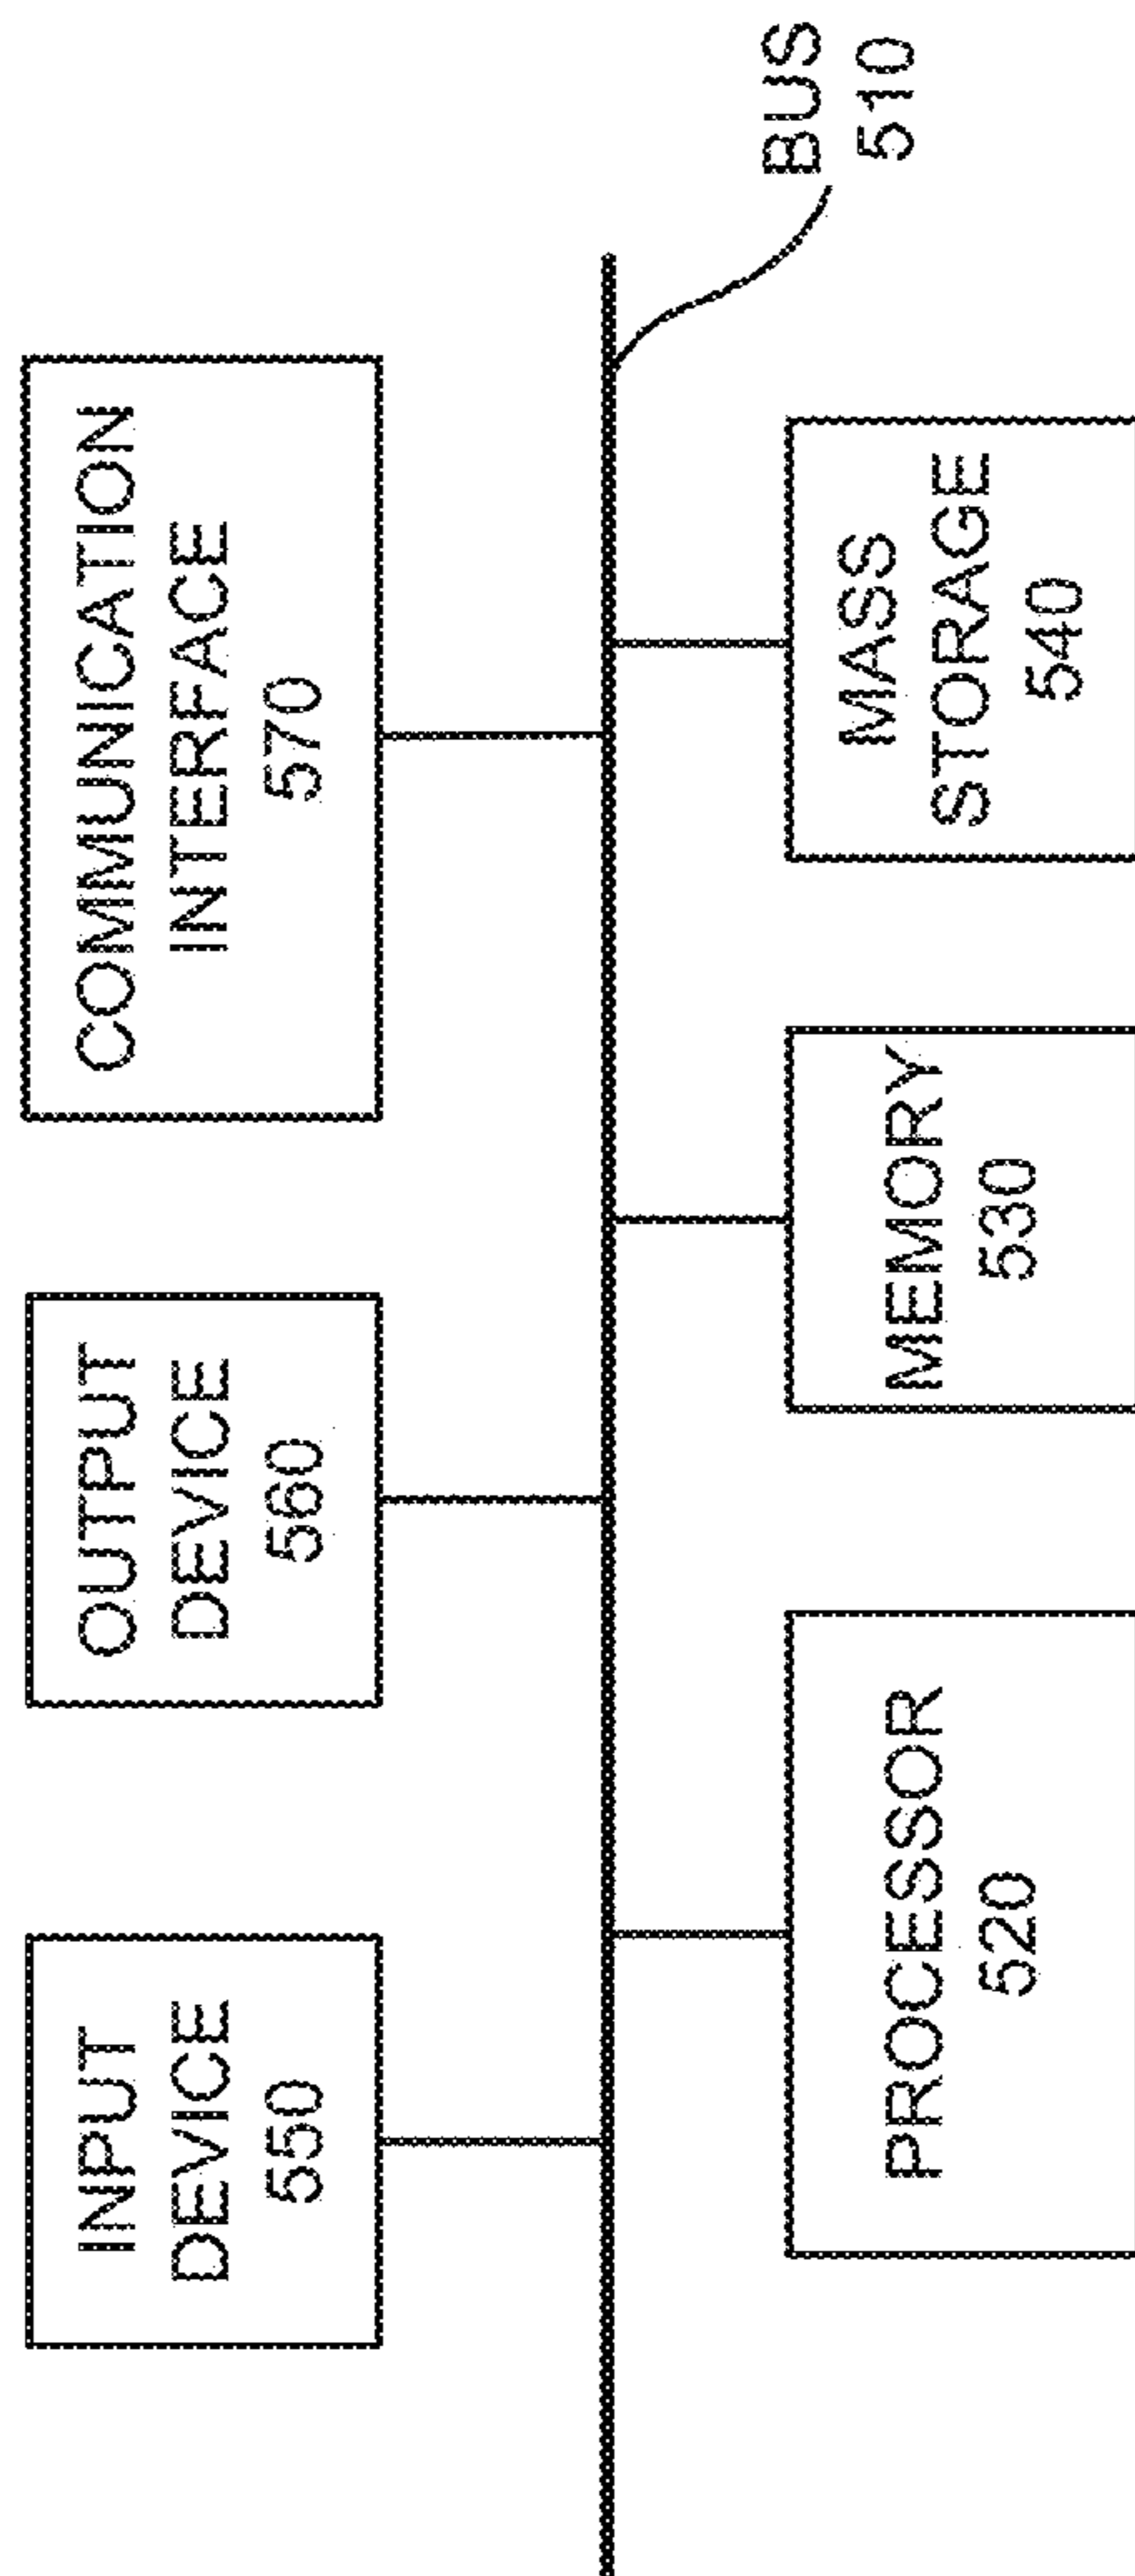 INPUT
DEVICE
550
OUTPUT
DEVICE
560
COMMUNICATION
INTERFACE
570
BUS
510
PROCESSOR
520
MEMORY
530
MASS
STORAGE
540